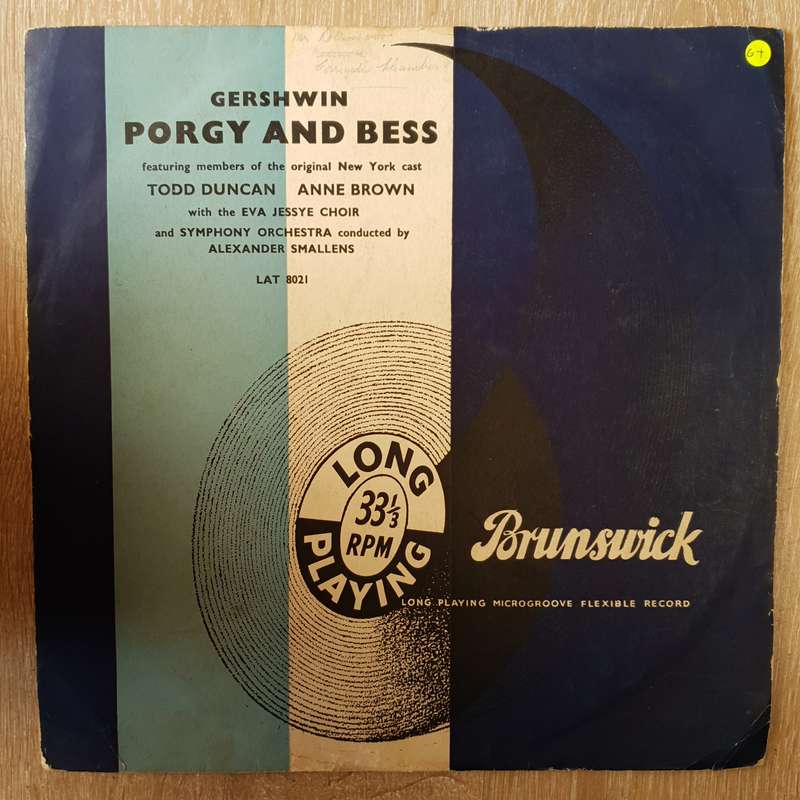 G+
GERSHWIN
PORGY AND BESS
featuring members of the original New York cast
TODD DUNCAN ANNE BROWN
with the EVA JESSYE CHOIR
and SYMPHONY ORCHESTRA conducted by
ALEXANDER SMALLENS
LAT 8021
LONG
33 1/3
RPM
PLAYING
Brunswick
LONG PLAYING MICROGROOVE FLEXIBLE RECORD